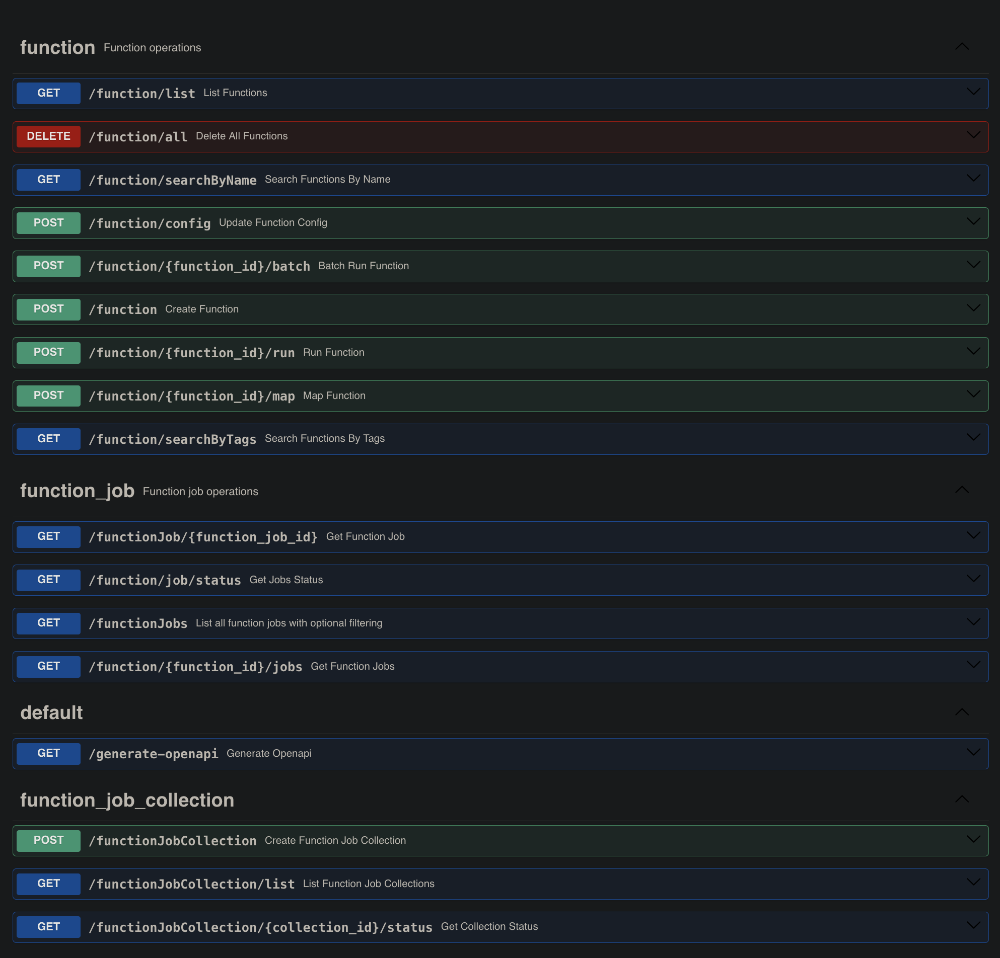 function Function operations
GET /function/list List Functions
DELETE /function/all Delete All Functions
GET /function/searchByName Search Functions By Name
POST /function/config Update Function Config
POST /function/{function_id}/batch Batch Run Function
POST /function Create Function
POST /function/{function_id}/run Run Function
POST /function/{function_id}/map Map Function
GET /function/searchByTags Search Functions By Tags
function_job Function job operations
GET /functionJob/{function_job_id} Get Function Job
GET /function/job/status Get Jobs Status
GET /functionJobs List all function jobs with optional filtering
GET /function/{function_id}/jobs Get Function Jobs
default
GET /generate-openapi Generate Openapi
function_job_collection
POST /functionJobCollection Create Function Job Collection
GET /functionJobCollection/list List Function Job Collections
GET /functionJobCollection/{collection_id}/status Get Collection Status